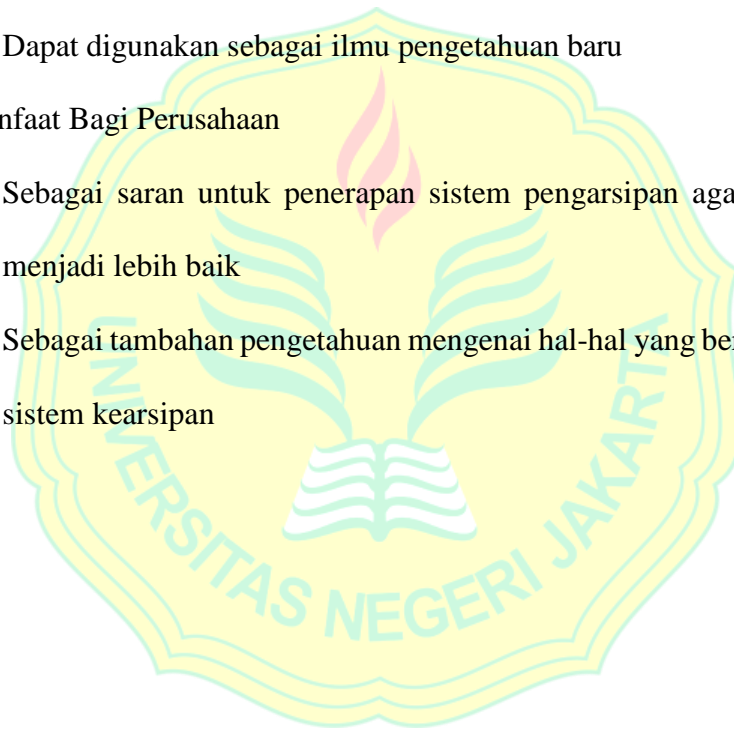 Dapat digunakan sebagai ilmu pengetahuan baru
nfaat Bagi Perusahaan
Sebagai saran untuk penerapan sistem pengarsipan aga
menjadi lebih baik
Sebagai tambahan pengetahuan mengenai hal-hal yang ber
sistem kearsipan
UNIVERSITAS NEGERI JAKARTA